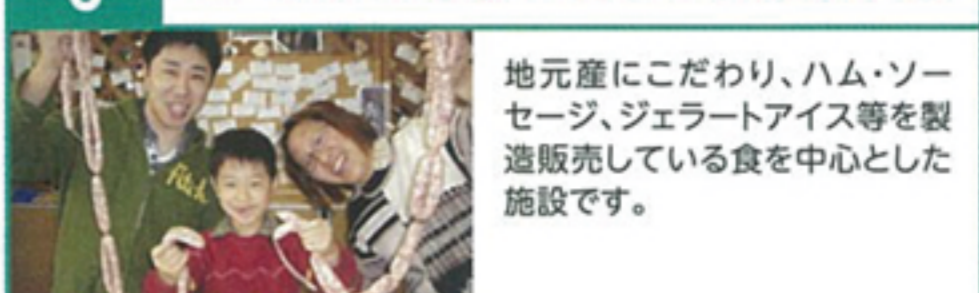 地元産にこだわり、ハム・ソー
セージ、ジェラートアイス等を製
造販売している食を中心とした
施設です。